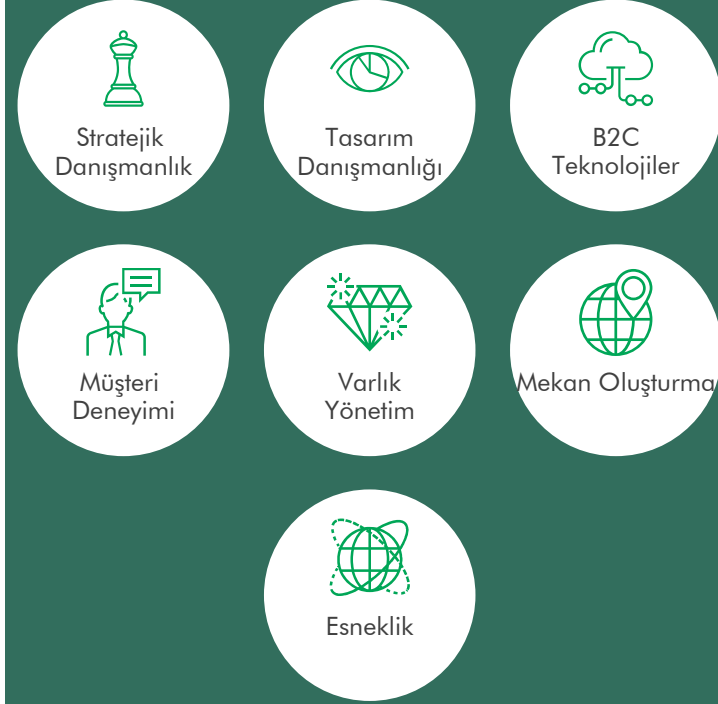 Stratejik
Danışmanlık
Tasarım
Danışmanlığı
B2C
Teknolojiler
Müşteri
Deneyimi
Varlık
Yönetim
Mekan Oluşturma
Esneklik